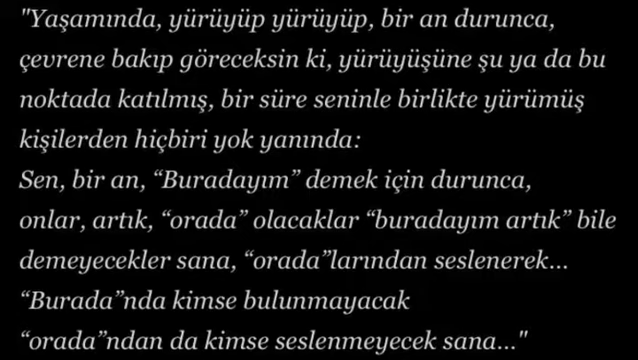 "Yaşamında, yürüyüp yürüyüp, bir an durunca,
çevrene bakıp göreceksin ki, yürüyüşüne şu ya da bu
noktada katılmış, bir süre seninle birlikte yürümüş
kişilerden hiçbiri yok yanında:
Sen, bir an, “Buradayım” demek için durunca,
onlar, artık, “orada” olacaklar “buradayım artık” bile
demeyecekler sana, “orada”larından seslenerek...
“Burada”nda kimse bulunmayacak
“orada”ndan da kimse seslenmeyecek sana..."